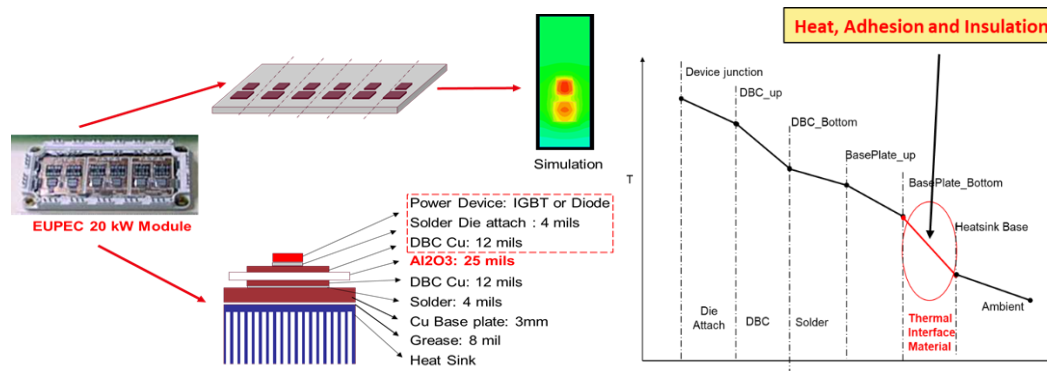 Heat, Adhesion and Insulation
EUPEC 20 kW Module
Simulation
Power Device: IGBT or Diode
Solder Die attach : 4 mils
DBC Cu: 12 mils
Al2O3: 25 mils
DBC Cu: 12 mils
Solder: 4 mils
Cu Base plate: 3mm
Grease: 8 mil
Heat Sink
T
Device junction
DBC_up
DBC_Bottom
BasePlate_up
BasePlate_Bottom
Heatsink Base
Ambient
Die
Attach
DBC
Solder
Thermal
Interface
Material